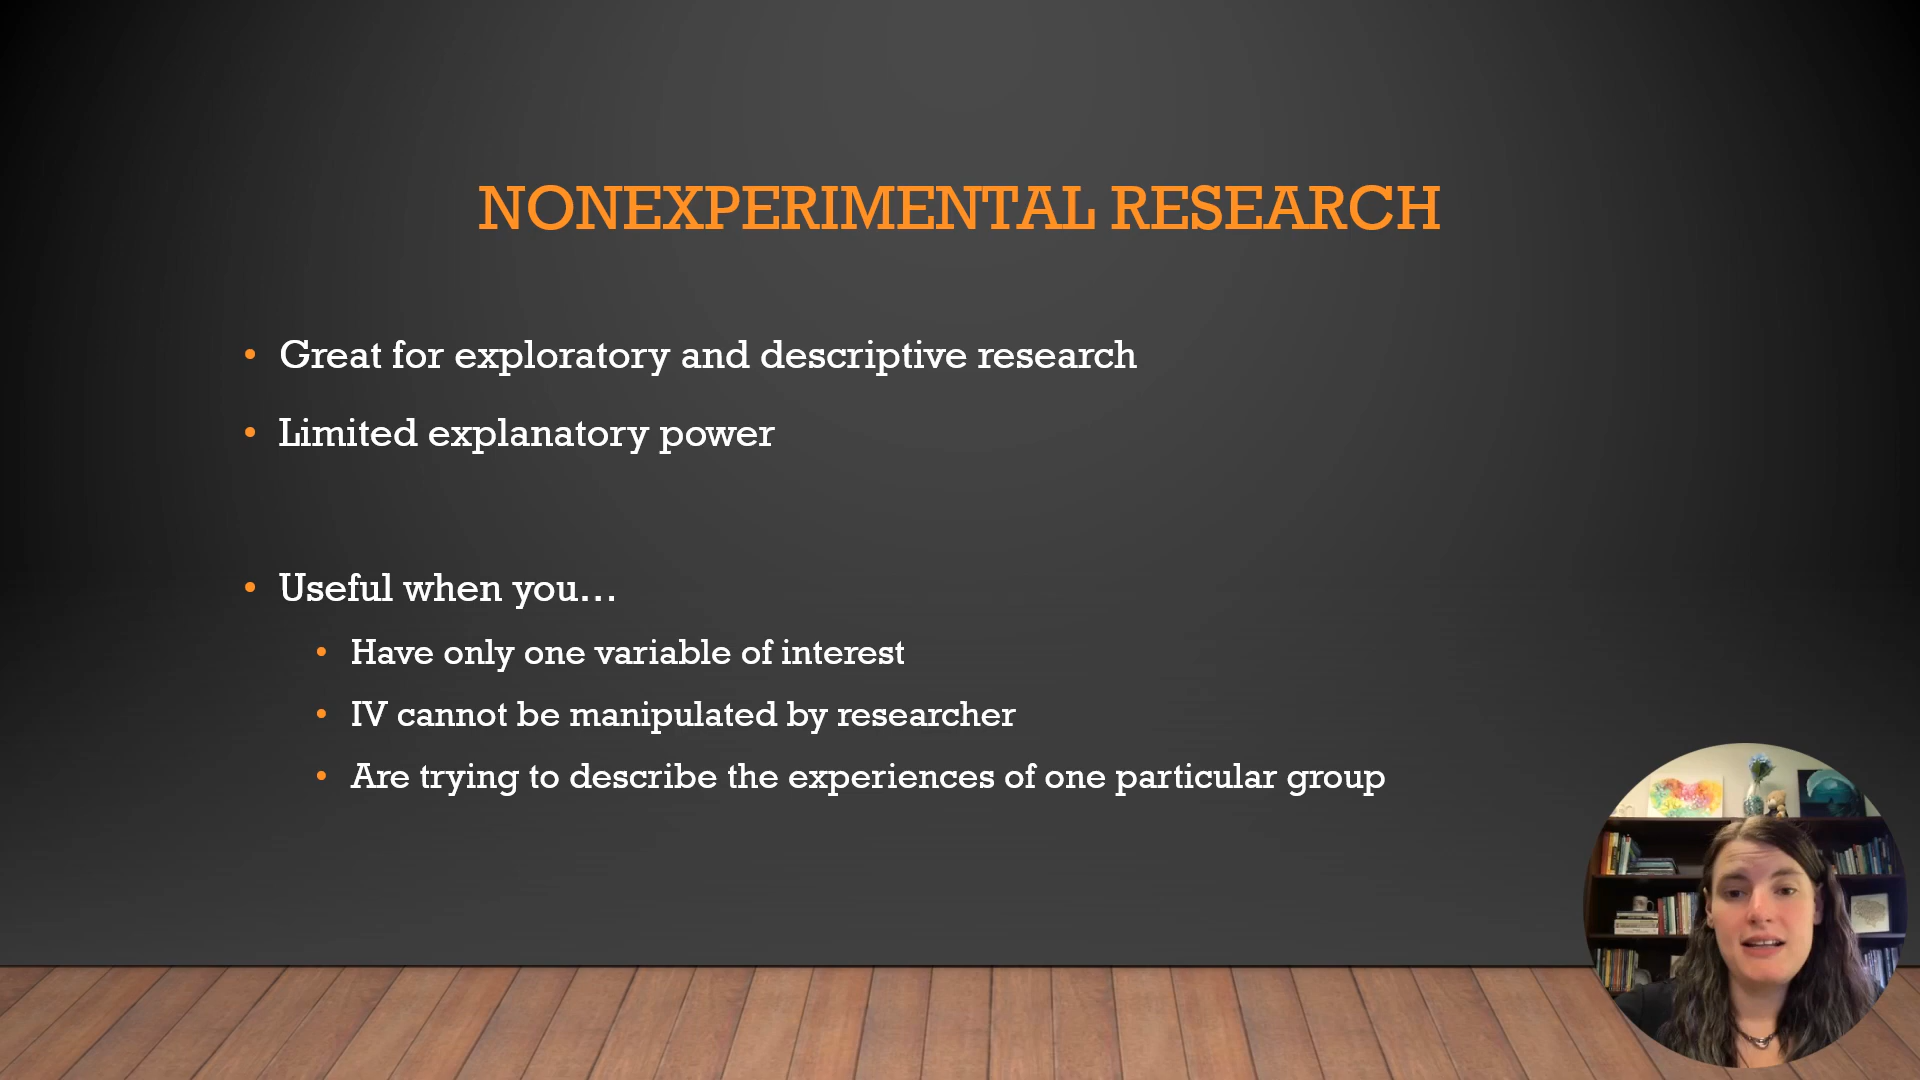 NONEXPERIMENTAL RESEARCH
• Great for exploratory and descriptive research
• Limited explanatory power
• Useful when you...
• Have only one variable of interest
• IV cannot be manipulated by researcher
• Are trying to describe the experiences of one particular group